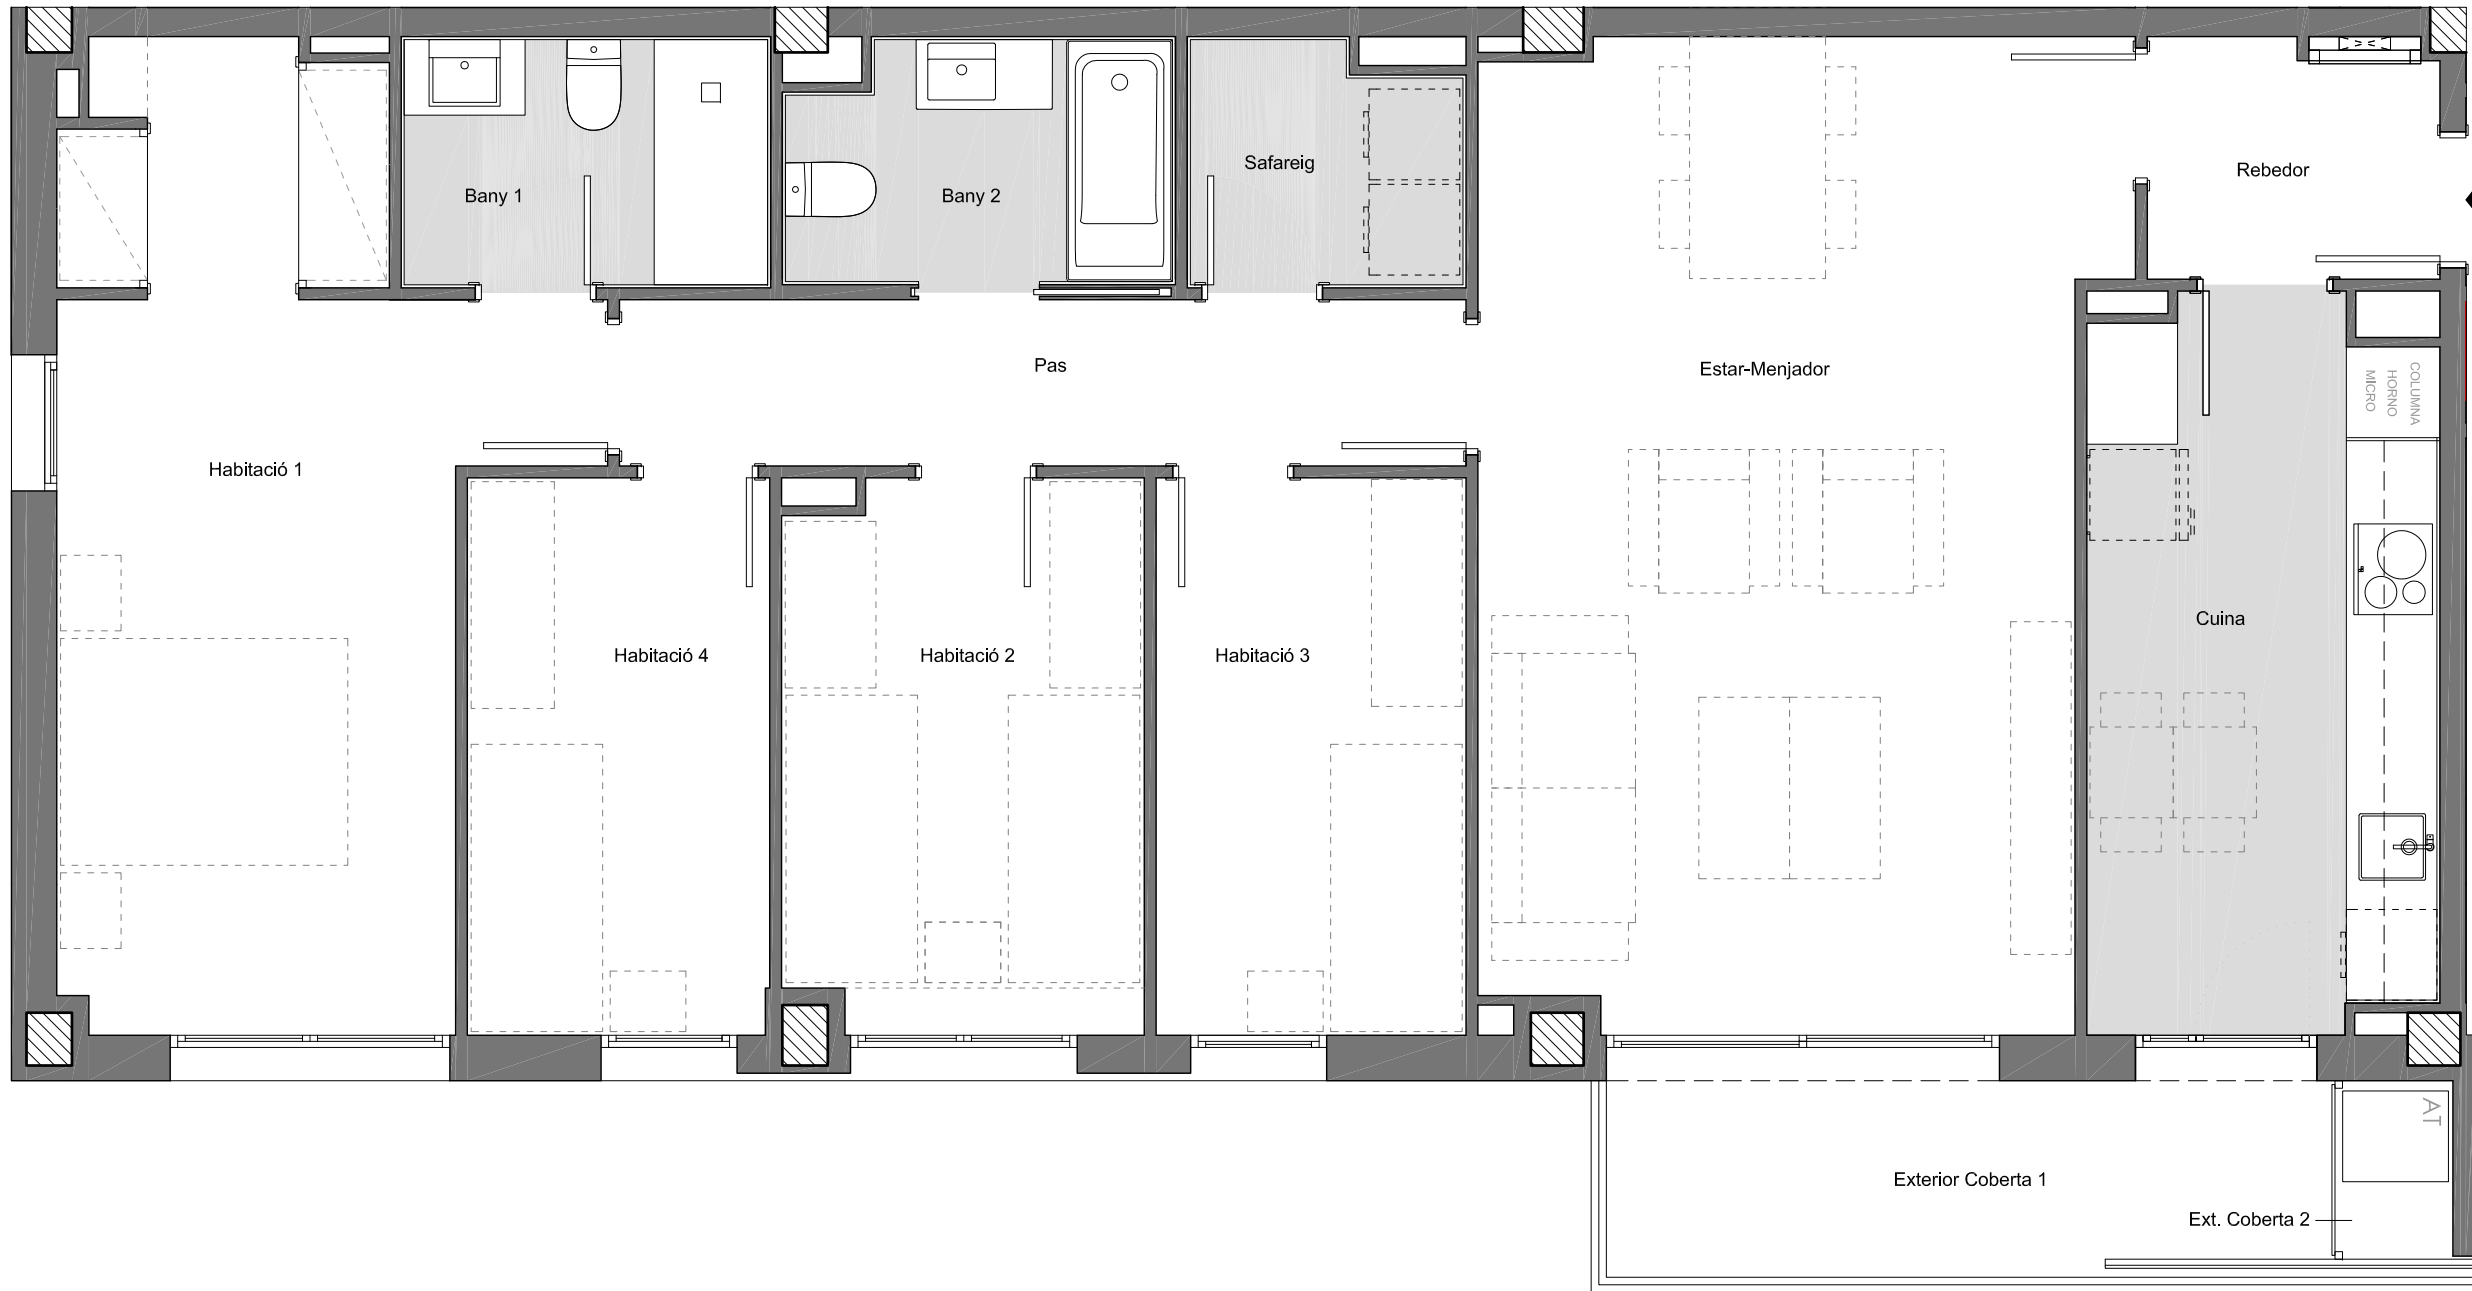 Safareig
Rebedor
Bany 1
Bany 2
Pas
Estar-Menjador
COLUMNA
HORNO
MICRO
Habitació 1
Cuina
Habitació 4
Habitació 2
Habitació 3
AT
Exterior Coberta 1
Ext. Coberta 2